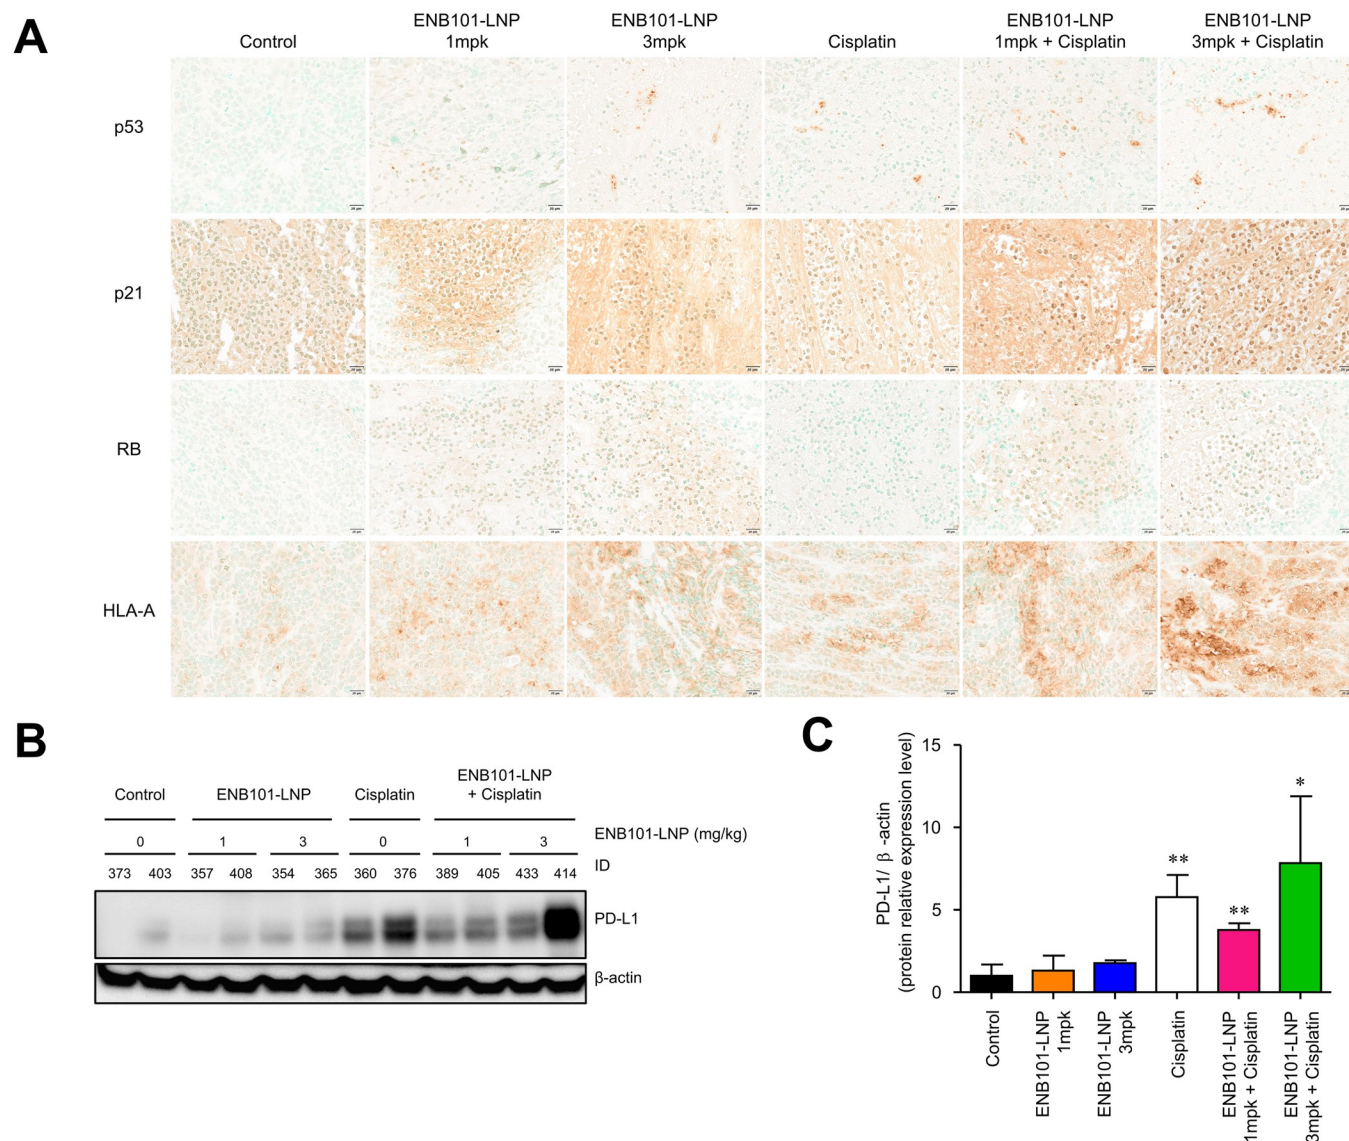 A
Control
ENB101-LNP
1mpk
ENB101-LNP
3mpk
Cisplatin
ENB101-LNP
1mpk + Cisplatin
ENB101-LNP
3mpk + Cisplatin
p53
p21
RB
HLA-A
B
Control
ENB101-LNP
Cisplatin
ENB101-LNP
+ Cisplatin
0 1 3 0 1 3 ENB101-LNP (mg/kg)
373 403 357 408 354 365 360 376 389 405 433 414 ID
PD-L1
β-actin
C
PD-L1/ β -actin
(protein relative expression level)
15
10
5
0
**
**
*
Control
ENB101-LNP
1mpk
ENB101-LNP
3mpk
Cisplatin
ENB101-LNP
1mpk + Cisplatin
ENB101-LNP
3mpk + Cisplatin